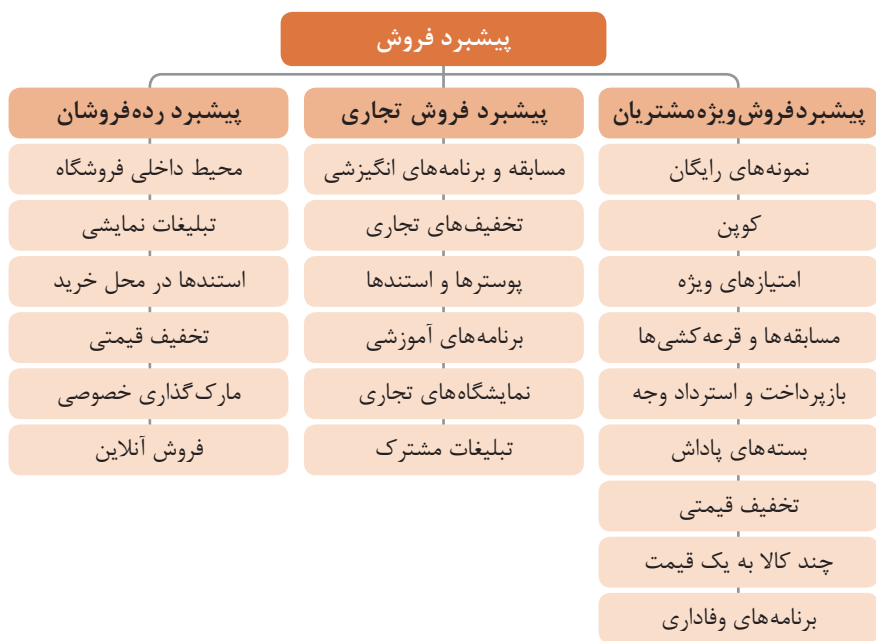 پیشبرد فروش
پیشبردفروش‌ویژه‌مشتریان
نمونه‌های رایگان
کوپن
امتیازهای ویژه
مسابقه‌ها و قرعه‌کشی‌ها
بازپرداخت و استرداد وجه
بسته‌های پاداش
تخفیف قیمتی
چند کالا به یک قیمت
برنامه‌های وفاداری
پیشبرد فروش تجاری
مسابقه و برنامه‌های انگیزشی
تخفیف‌های تجاری
پوسترها و استندها
برنامه‌های آموزشی
نمایشگاه‌های تجاری
تبلیغات مشترک
پیشبرد رده‌فروشان
محیط داخلی فروشگاه
تبلیغات نمایشی
استندها در محل خرید
تخفیف قیمتی
مارک‌گذاری خصوصی
فروش آنلاین